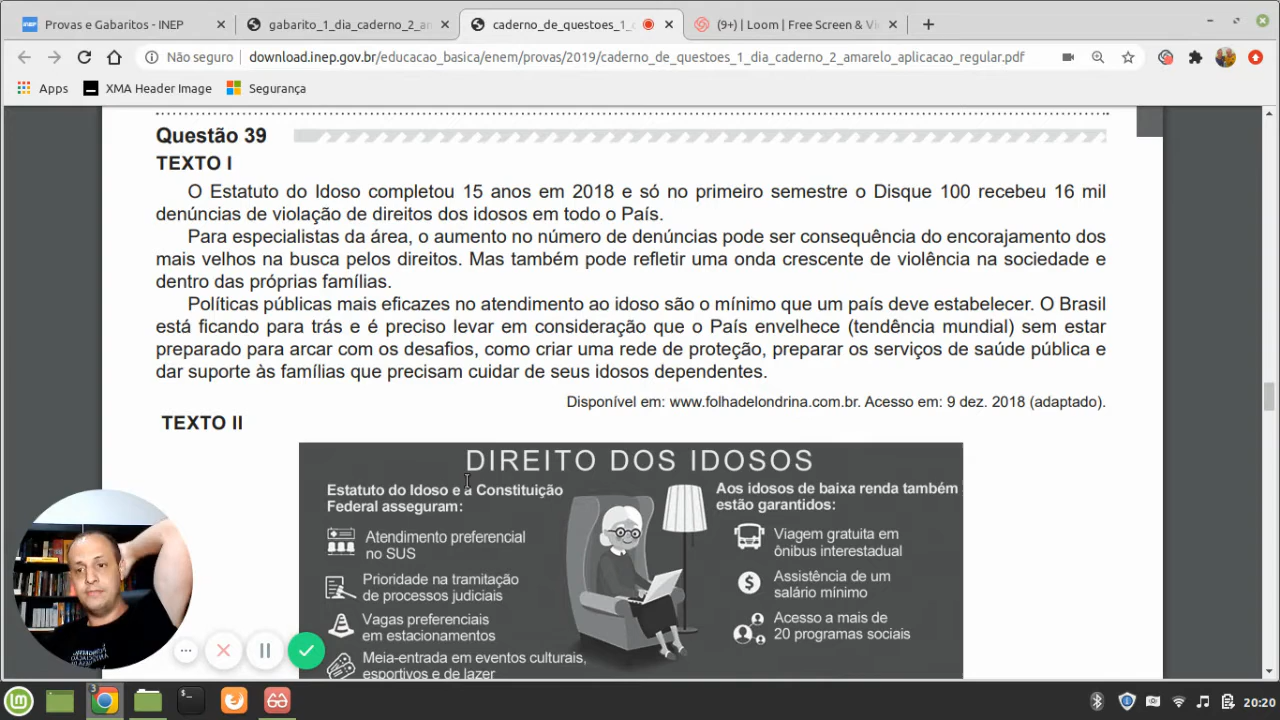 Provas e Gabaritos - INEP
gabarito_1_dia_caderno_2_am
caderno_de_questoes_1_
(9+) | Loom | Free Screen & Vi
Não seguro
download.inep.gov.br/educacao_basica/enem/provas/2019/caderno_de_questoes_1_dia_caderno_2_amarelo_aplicacao_regular.pdf
Apps
XMA Header Image
Segurança
Questão 39
TEXTO I
O Estatuto do Idoso completou 15 anos em 2018 e só no primeiro semestre o Disque 100 recebeu 16 mil
denúncias de violação de direitos dos idosos em todo o País.
Para especialistas da área, o aumento no número de denúncias pode ser consequência do encorajamento dos
mais velhos na busca pelos direitos. Mas também pode refletir uma onda crescente de violência na sociedade e
dentro das próprias famílias.
Políticas públicas mais eficazes no atendimento ao idoso são o mínimo que um país deve estabelecer. O Brasil
está ficando para trás e é preciso levar em consideração que o País envelhece (tendência mundial) sem estar
preparado para arcar com os desafios, como criar uma rede de proteção, preparar os serviços de saúde pública e
dar suporte às famílias que precisam cuidar de seus idosos dependentes.
Disponível em: www.folhadelondrina.com.br. Acesso em: 9 dez. 2018 (adaptado).
TEXTO II
DIREITO DOS IDOSOS
Estatuto do Idoso e a Constituição
Federal asseguram:
Atendimento preferencial
no SUS
Prioridade na tramitação
de processos judiciais
Vagas preferenciais
em estacionamentos
Meia-entrada em eventos culturais,
esportivos e de lazer
Aos idosos de baixa renda também
estão garantidos:
Viagem gratuita em
ônibus interestadual
Assistência de um
salário mínimo
Acesso a mais de
20 programas sociais
3
20:20